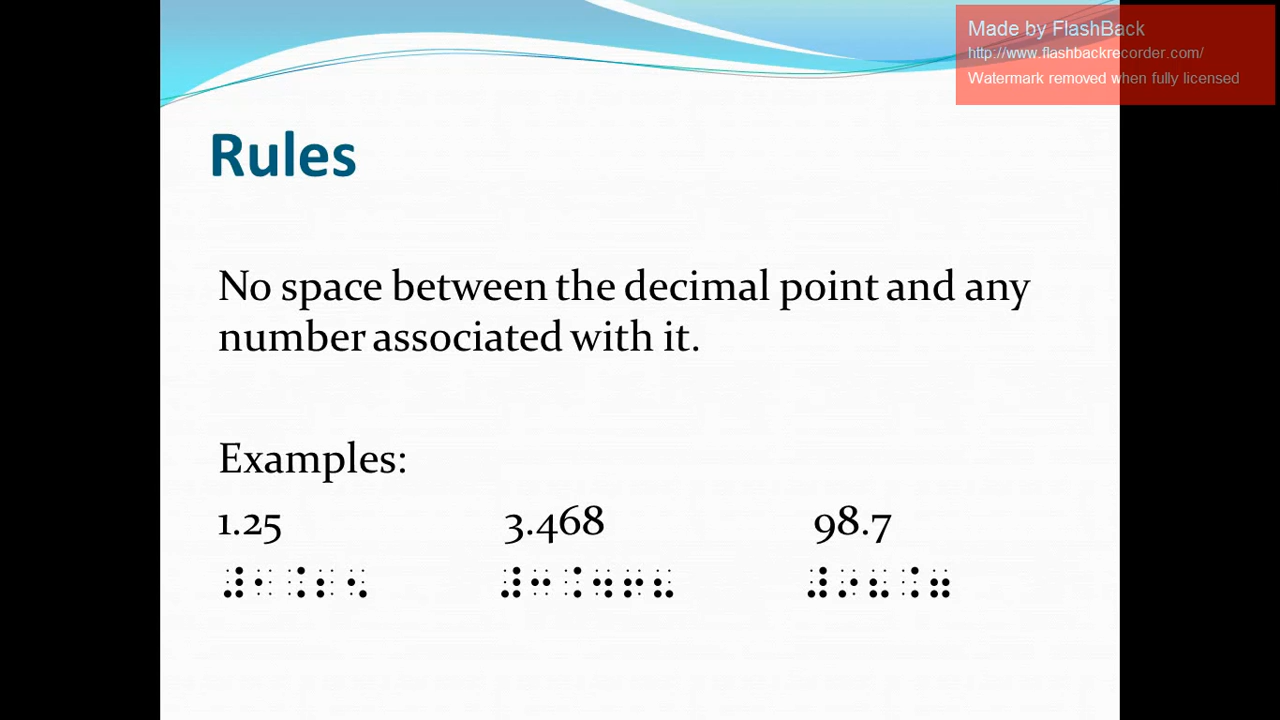 Made by FlashBack
http://www.flashbackrecorder.com/
Watermark removed when fully licensed
Rules
No space between the decimal point and any
number associated with it.
Examples:
1.25 3.468 98.7
⠼⠂⠨⠆⠢ ⠼⠒⠨⠲⠖⠦ ⠼⠔⠦⠨⠶